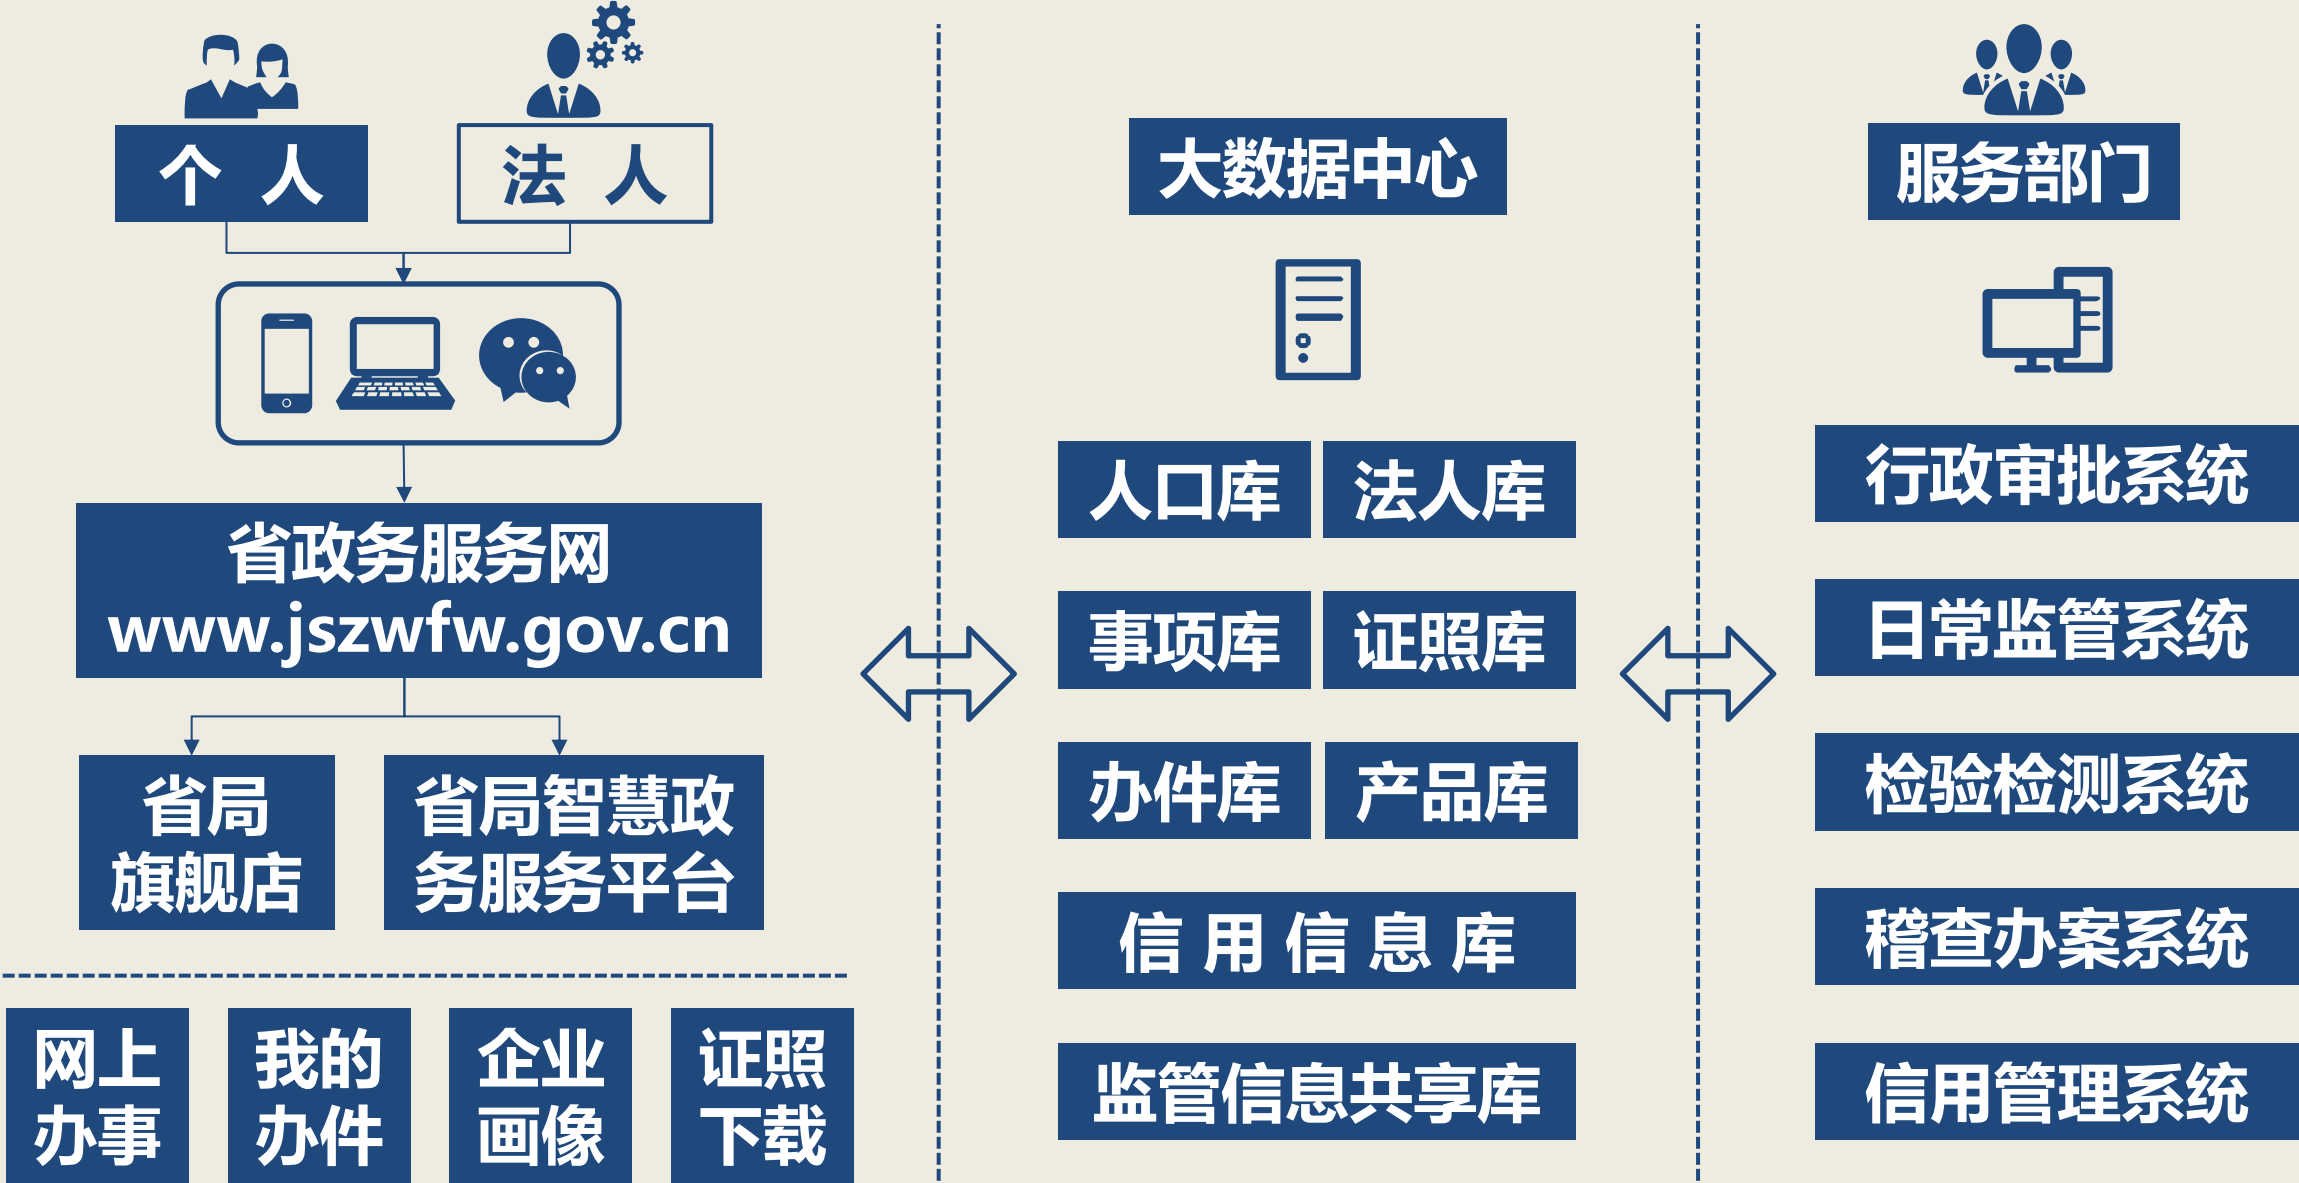 个 人
法 人
省政务服务网
www.jszwfw.gov.cn
省局
旗舰店
省局智慧政
务服务平台
网上
办事
我的
办件
企业
画像
证照
下载
大数据中心
人口库
法人库
事项库
证照库
办件库
产品库
信 用 信 息 库
监管信息共享库
服务部门
行政审批系统
日常监管系统
检验检测系统
稽查办案系统
信用管理系统